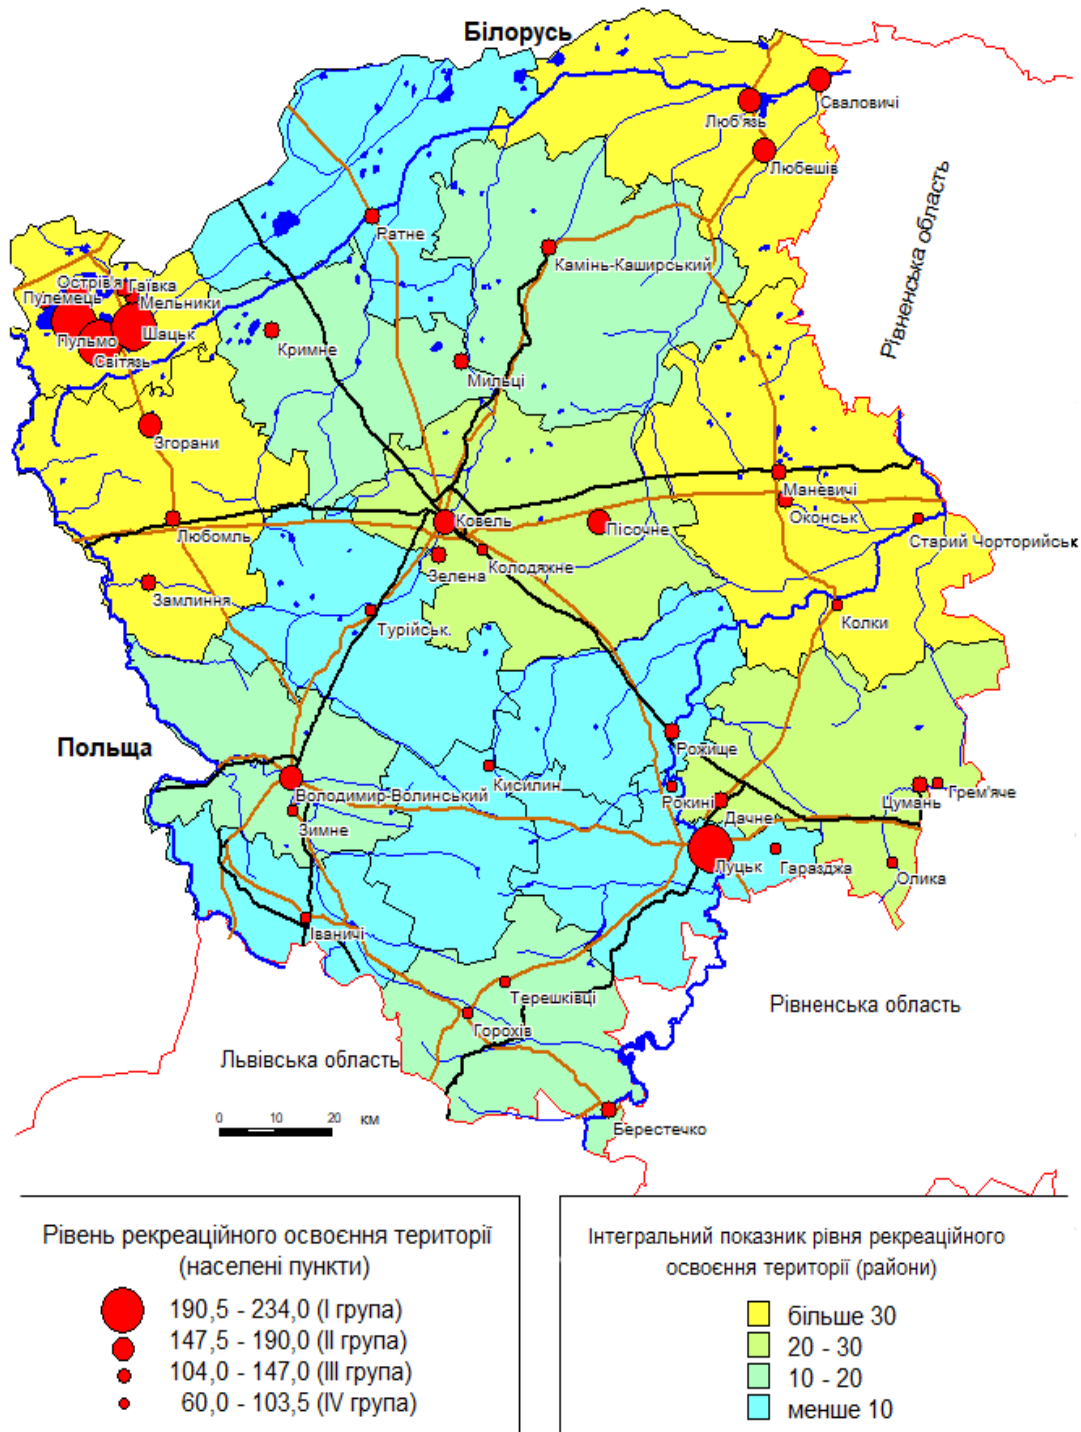 Білорусь
Сваловичі
Люб'язь
Любешів
Рівненська область
Ратне
Камінь-Каширський
Острів'я
Гаївка
Пулемець
Мельники
Шацьк
Пульмо
Світязь
Кримне
Мильці
Згорани
Маневичі
Оконськ
Ковель
Пісочне
Любомль
Старий Чорторийськ
Колодяжне
Зелена
Замлиння
Турійськ.
Колки
Польща
Рожище
Кисилин
Володимир-Волинський
Рокині
Цумань
Грем'яче
Зимне
Дачне
Луцьк
Гаразджа
Олика
Іваничі
Терешківці
Рівненська область
Горохів
Львівська область
0 10 20 км
Берестечко
Рівень рекреаційного освоєння території
(населені пункти)
190,5 - 234,0 (I група)
147,5 - 190,0 (II група)
104,0 - 147,0 (III група)
60,0 - 103,5 (IV група)
Інтегральний показник рівня рекреаційного
освоєння території (райони)
більше 30
20 - 30
10 - 20
менше 10